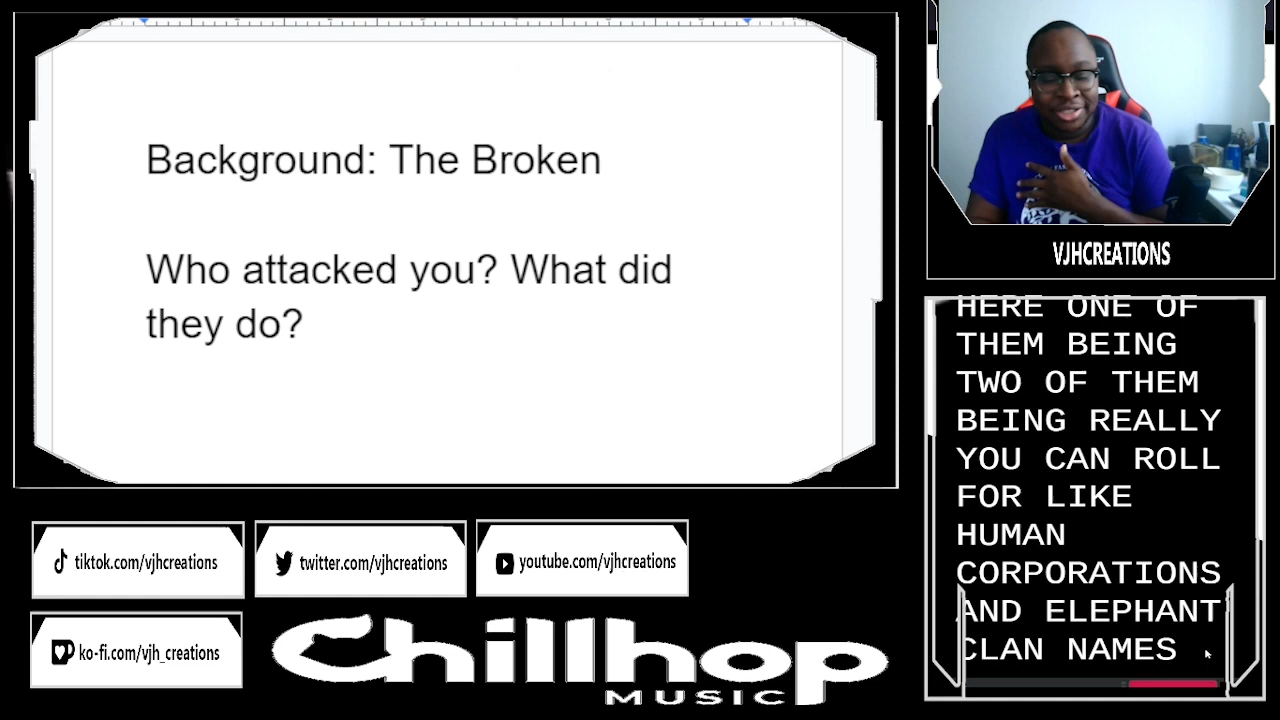 Background: The Broken
Who attacked you? What did
they do?
VJHCREATIONS
HERE ONE OF
THEM BEING
TWO OF THEM
BEING REALLY
YOU CAN ROLL
FOR LIKE
HUMAN
CORPORATIONS
AND ELEPHANT
CLAN NAMES
tiktok.com/vjhcreations
twitter.com/vjhcreations
youtube.com/vjhcreations
ko-fi.com/vjh_creations
Chillhop
MUSIC